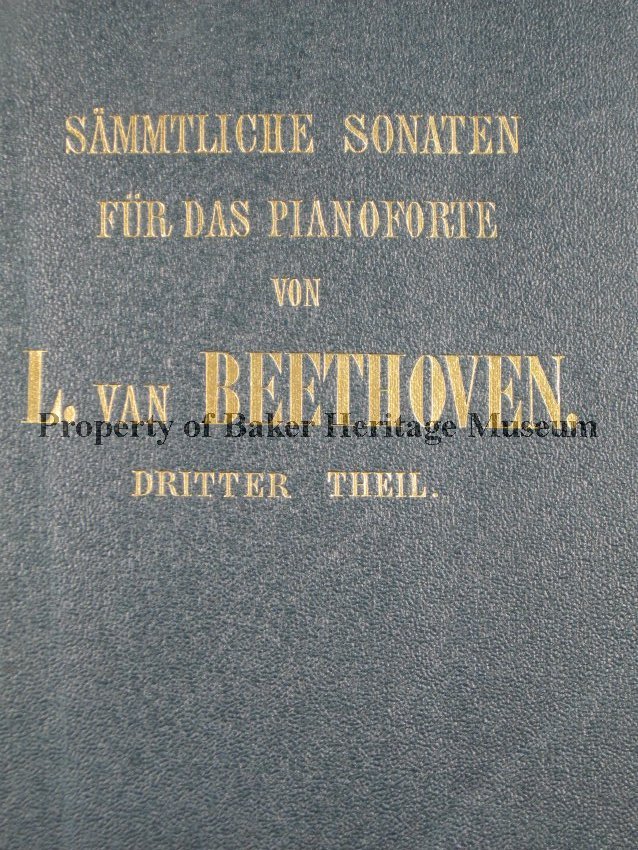 SÄMMTLICHE SONATEN
FÜR DAS PIANOFORTE
VON
L. VAN BEETHOVEN.
Property of Baker Heritage Museum
DRITTER THEIL.